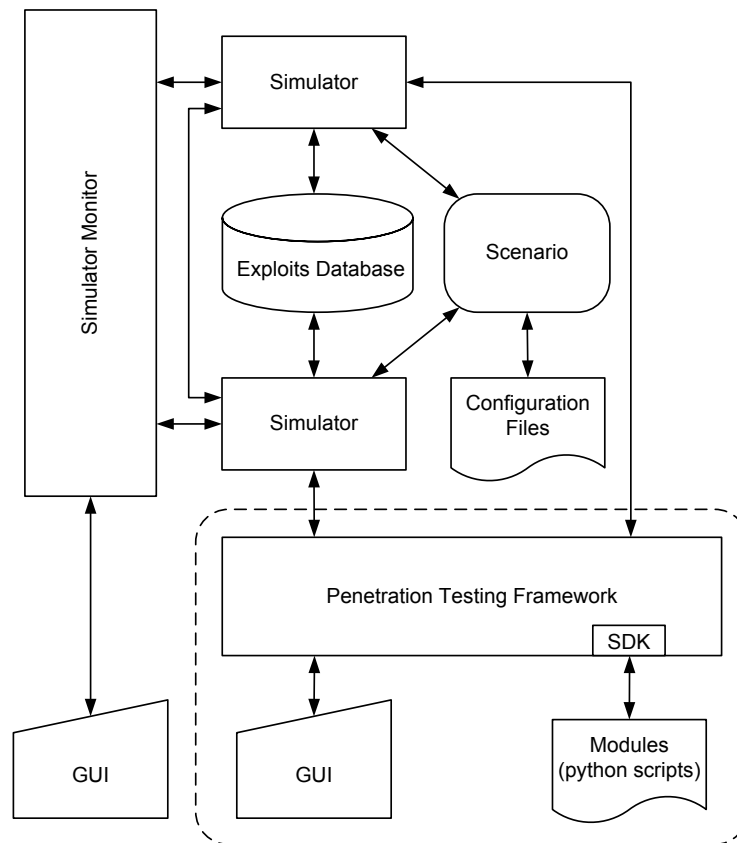 Simulator
Simulator Monitor
Exploits Database
Scenario
Simulator
Configuration
Files
Penetration Testing Framework
SDK
GUI
GUI
Modules
(python scripts)